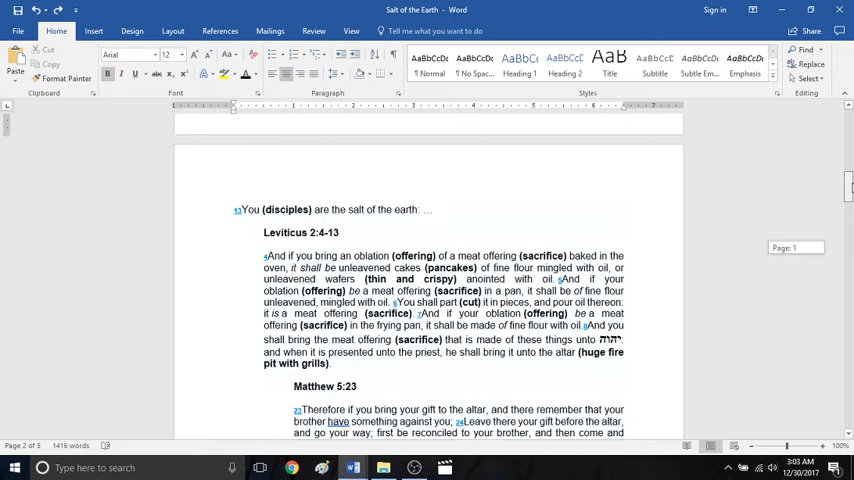 Salt of the Earth - Word
Sign in
File Home Insert Design Layout References Mailings Review View Tell me what you want to do Share
Paste
Cut
Copy
Format Painter
Clipboard
Arial 12
Font
Paragraph
AaBbCcDc AaBbCcDc AaBbCc AaBbCcC AaB AaBbCcD AaBbCcDc AaBbCcDc
¶ Normal ¶ No Spac... Heading 1 Heading 2 Title Subtitle Subtle Em... Emphasis
Styles
Find
Replace
Select
Editing
1 1 2 3 4 5 6 7
13You (disciples) are the salt of the earth: …
Leviticus 2:4-13
4And if you bring an oblation (offering) of a meat offering (sacrifice) baked in the
oven, it shall be unleavened cakes (pancakes) of fine flour mingled with oil, or
unleavened wafers (thin and crispy) anointed with oil. 5And if your
oblation (offering) be a meat offering (sacrifice) in a pan, it shall be of fine flour
unleavened, mingled with oil. 6You shall part (cut) it in pieces, and pour oil thereon:
it is a meat offering (sacrifice). 7And if your oblation (offering) be a meat
offering (sacrifice) in the frying pan, it shall be made of fine flour with oil.8And you
shall bring the meat offering (sacrifice) that is made of these things unto יהוה:
and when it is presented unto the priest, he shall bring it unto the altar (huge fire
pit with grills).
Matthew 5:23
23Therefore if you bring your gift to the altar, and there remember that your
brother have something against you; 24Leave there your gift before the altar,
and go your way; first be reconciled to your brother, and then come and
Page: 1
Page 2 of 5 1416 words
100%
Type here to search
3:03 AM
12/30/2017